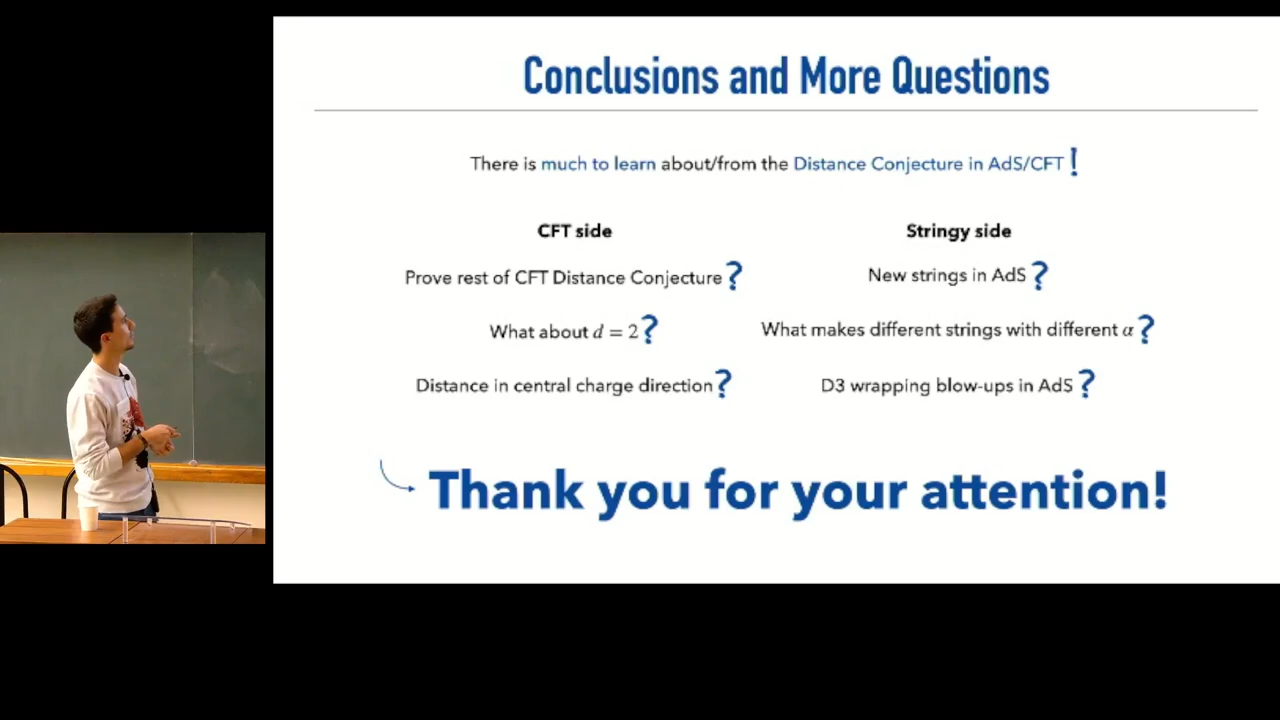 Conclusions and More Questions
There is much to learn about/from the Distance Conjecture in AdS/CFT!
CFT side
Prove rest of CFT Distance Conjecture?
What about d = 2?
Distance in central charge direction?
Stringy side
New strings in AdS?
What makes different strings with different α?
D3 wrapping blow-ups in AdS?
Thank you for your attention!